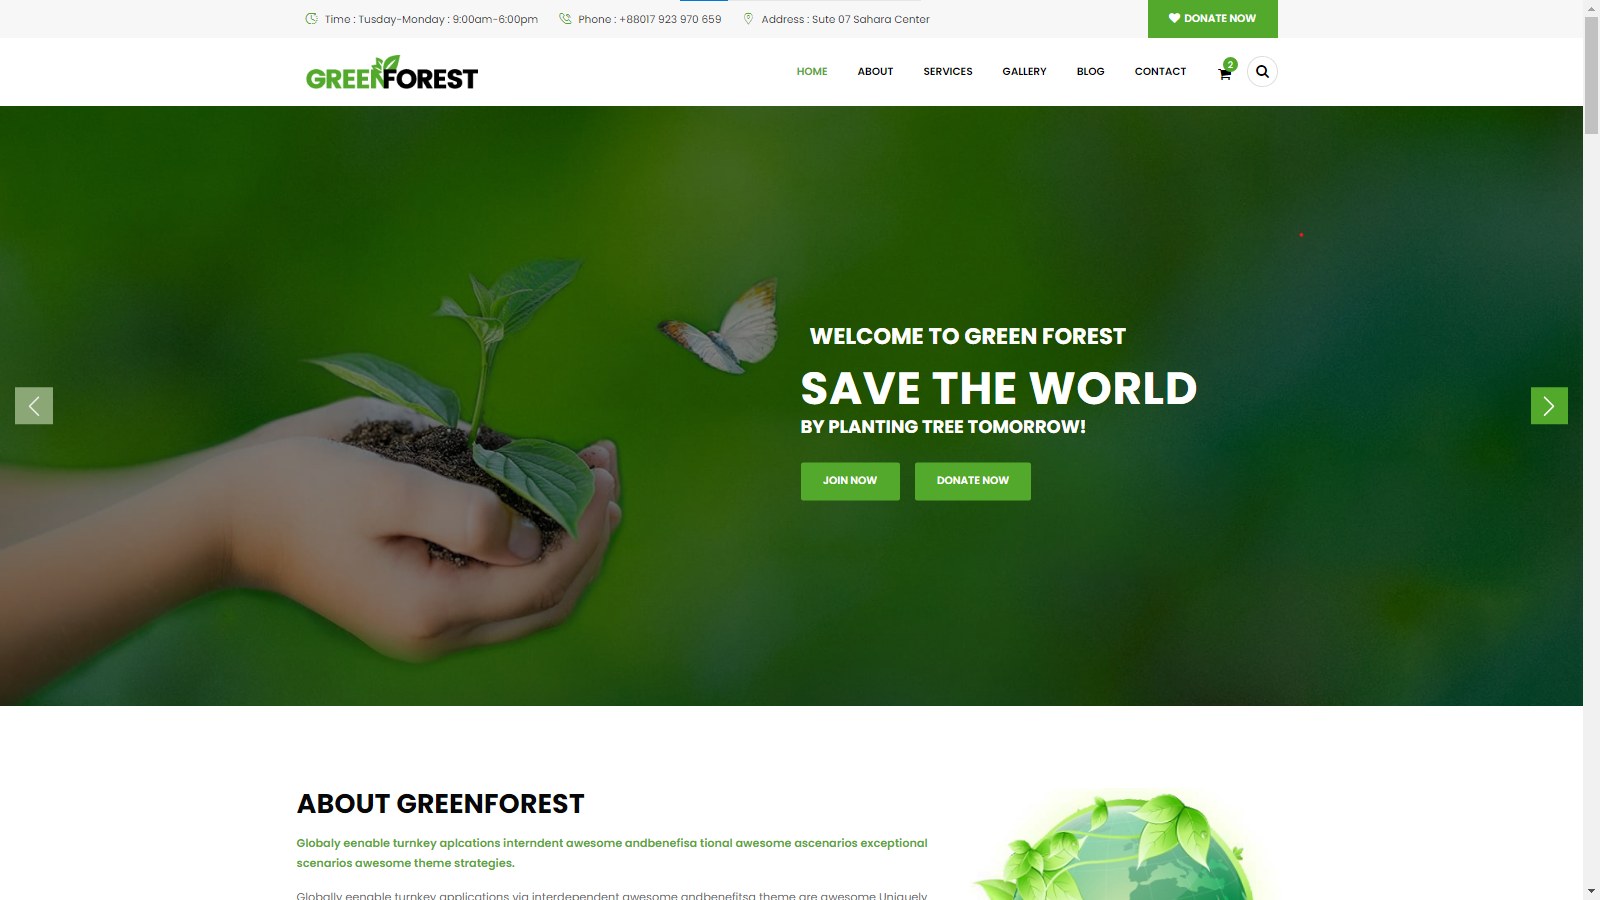 Time : Tusday-Monday : 9:00am-6:00pm
Phone : +88017 923 970 659
Address : Sute 07 Sahara Center
DONATE NOW
GREENFOREST
HOME
ABOUT
SERVICES
GALLERY
BLOG
CONTACT
2
WELCOME TO GREEN FOREST
SAVE THE WORLD
BY PLANTING TREE TOMORROW!
JOIN NOW
DONATE NOW
ABOUT GREENFOREST
Globaly eenable turnkey aplcations interndent awesome andbenefisa tional awesome ascenarios exceptional
scenarios awesome theme strategies.
Globally eenable turnkey applications via interdependent awesome andbenefitsa theme are awesome Uniquely